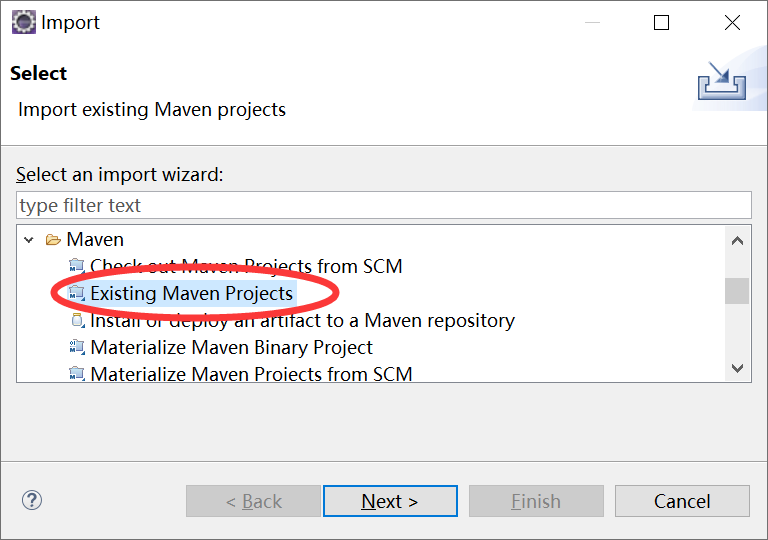 Import
Select
Import existing Maven projects
Select an import wizard:
type filter text
Maven
Check out Maven Projects from SCM
Existing Maven Projects
Install or deploy an artifact to a Maven repository
Materialize Maven Binary Project
Materialize Maven Projects from SCM
< Back Next > Finish Cancel